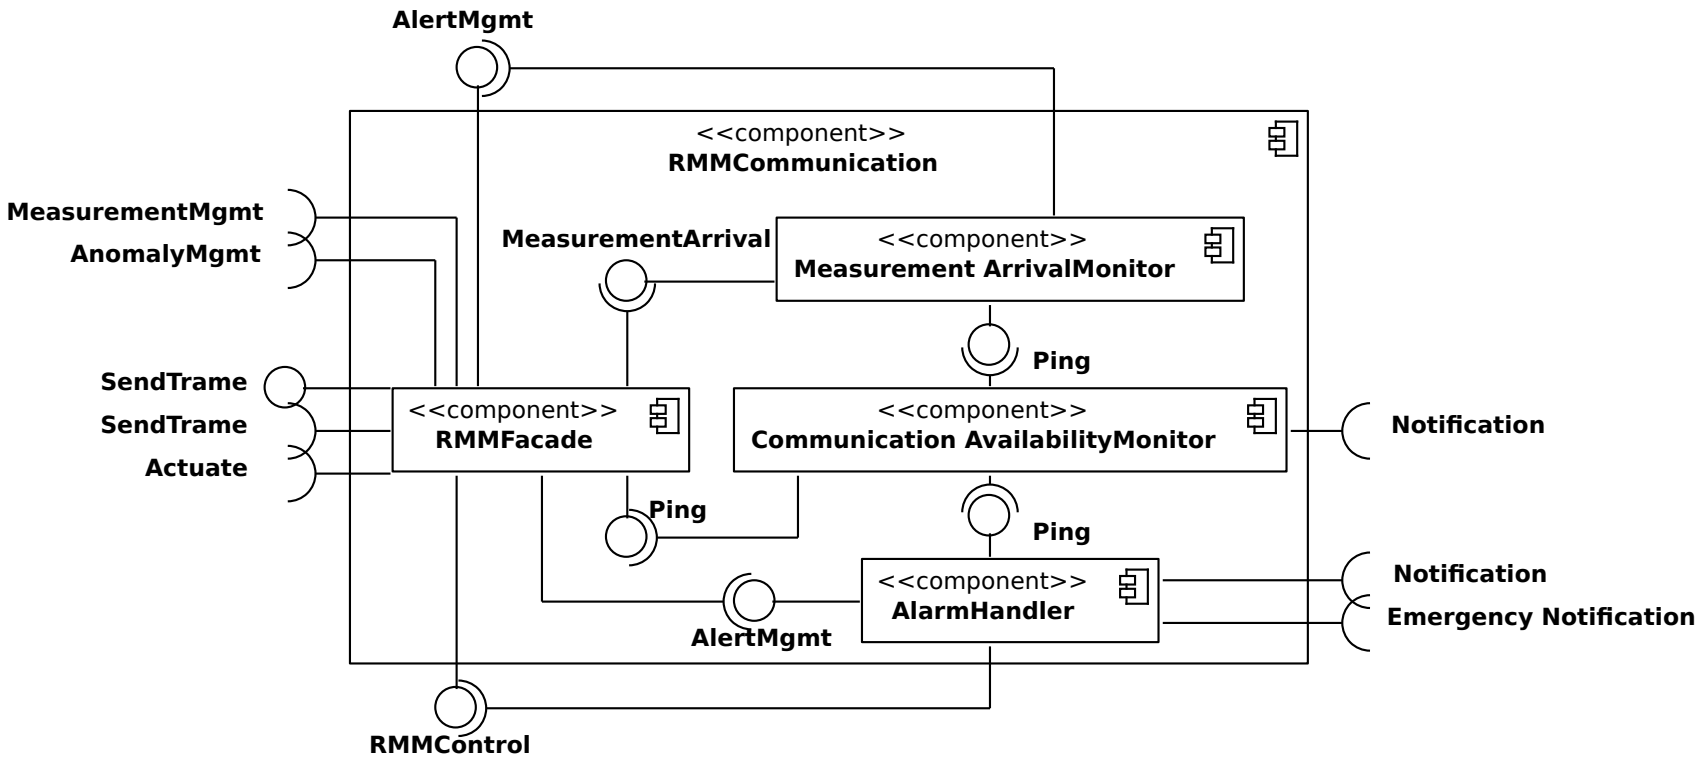 AlertMgmt
<<component>>
RMMCommunication
MeasurementMgmt
AnomalyMgmt
MeasurementArrival
<<component>>
Measurement ArrivalMonitor
Ping
SendTrame
SendTrame
Actuate
<<component>>
RMMFacade
<<component>>
Communication AvailabilityMonitor
Notification
Ping
Ping
<<component>>
AlarmHandler
AlertMgmt
Notification
Emergency Notification
RMMControl